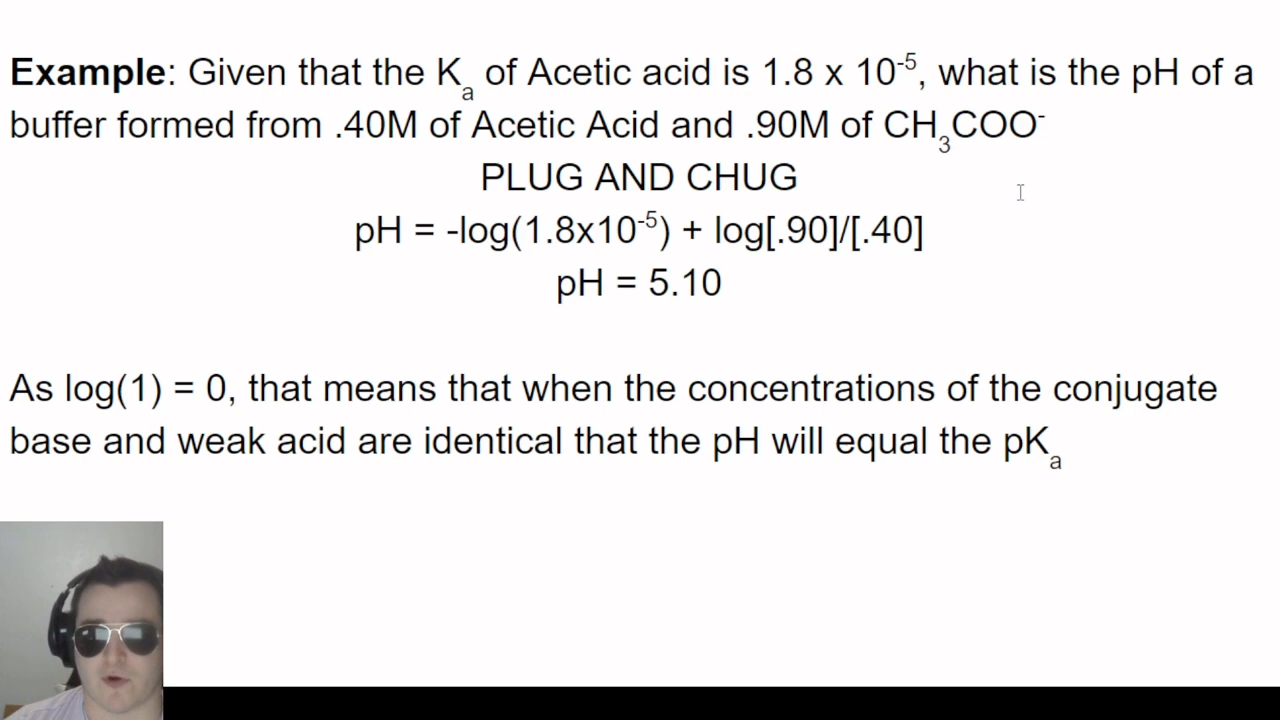 Example: Given that the Kₐ of Acetic acid is 1.8 x 10⁻⁵, what is the pH of a
buffer formed from .40M of Acetic Acid and .90M of CH₃COO⁻
PLUG AND CHUG
pH = -log(1.8x10⁻⁵) + log[.90]/[.40]
pH = 5.10
As log(1) = 0, that means that when the concentrations of the conjugate
base and weak acid are identical that the pH will equal the pKₐ